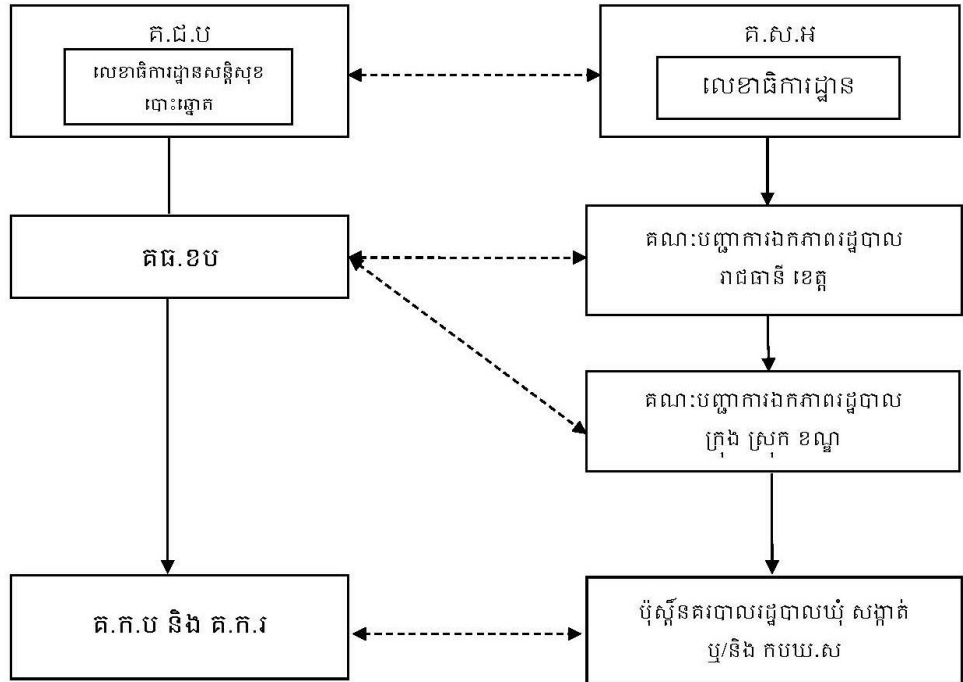 គ.ជ.ប
លេខាធិការដ្ឋានសន្តិសុខ
បោះឆ្នោត
គ.ស.អ
លេខាធិការដ្ឋាន
គធ.ខប
គណៈបញ្ជាការឯកភាពរដ្ឋបាល
រាជធានី ខេត្ត
គណៈបញ្ជាការឯកភាពរដ្ឋបាល
ក្រុង ស្រុក ខណ្ឌ
គ.ក.ប និង គ.ក.រ
ប៉ុស្តិ៍នគរបាលរដ្ឋបាលឃុំ សង្កាត់
ឬ/និង កបឃ.ស